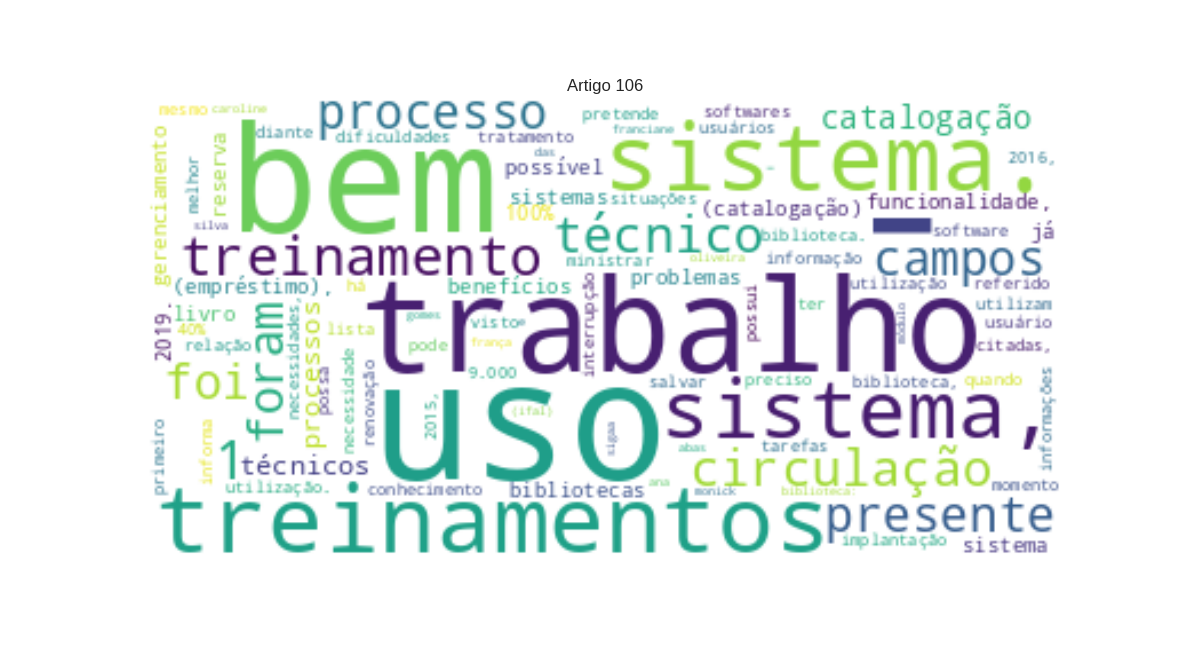 Artigo 106
mesmo caroline processo pretende softwares catalogação
diante dificuldades tratamento franciane usuários
bem das possível sistema. 2016,
gerenciamento melhor reserva sistemas situações (catalogação) funcionalidade,
silva 100% técnico biblioteca. – software já
treinamento ministrar oliveira informação campos
(empréstimo), há benefícios problemas utilização referido
2019. livro foram processos trabalho interrupção possui ter módulo utilizam
40% lista gomes visto usuário
relação pode frança citadas,
foi necessidades, possa necessidade renovação 9.000 salvar preciso biblioteca, quando
uso sistema, informações
2015, (ifal) sigaa
primeiro informa 1 técnicos abas tarefas circulação
utilização. conhecimento bibliotecas ana monick biblioteca: momento
treinamentos presente
implantação sistema